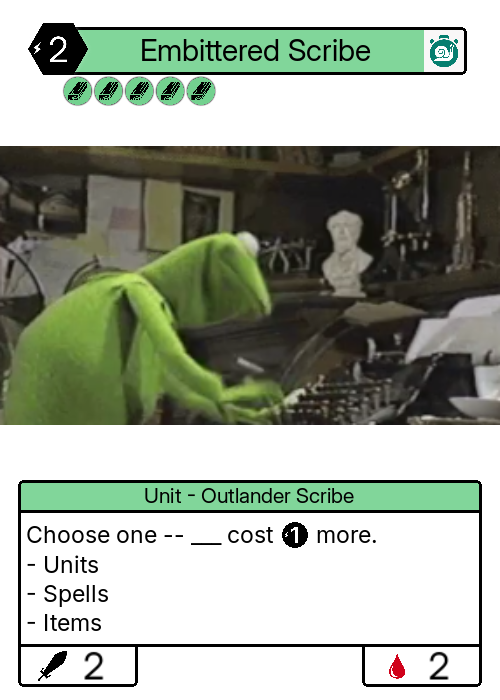 2 Embittered Scribe
Unit - Outlander Scribe
Choose one -- ___ cost 1 more.
- Units
- Spells
- Items
2 2